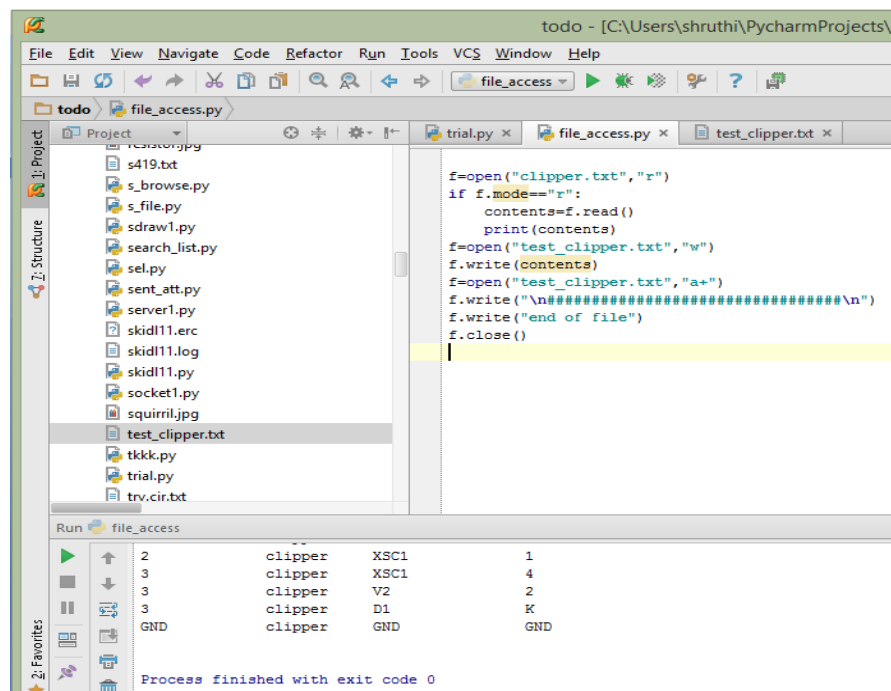 todo - [C:\Users\shruthi\PycharmProjects\
File Edit View Navigate Code Refactor Run Tools VCS Window Help
file_access
todo file_access.py
Project trial.py file_access.py test_clipper.txt
1: Project
7: Structure
2: Favorites
resistor.jpg
s419.txt
s_browse.py
s_file.py
sdraw1.py
search_list.py
sel.py
sent_att.py
server1.py
skidl11.erc
skidl11.log
skidl11.py
socket1.py
squirril.jpg
test_clipper.txt
tkkk.py
trial.py
try.cir.txt
f=open("clipper.txt","r")
if f.mode=="r":
    contents=f.read()
    print(contents)
f=open("test_clipper.txt","w")
f.write(contents)
f=open("test_clipper.txt","a+")
f.write("\n#################################\n")
f.write("end of file")
f.close()
Run file_access
2 clipper XSC1 1
3 clipper XSC1 4
3 clipper V2 2
3 clipper D1 K
GND clipper GND GND
Process finished with exit code 0